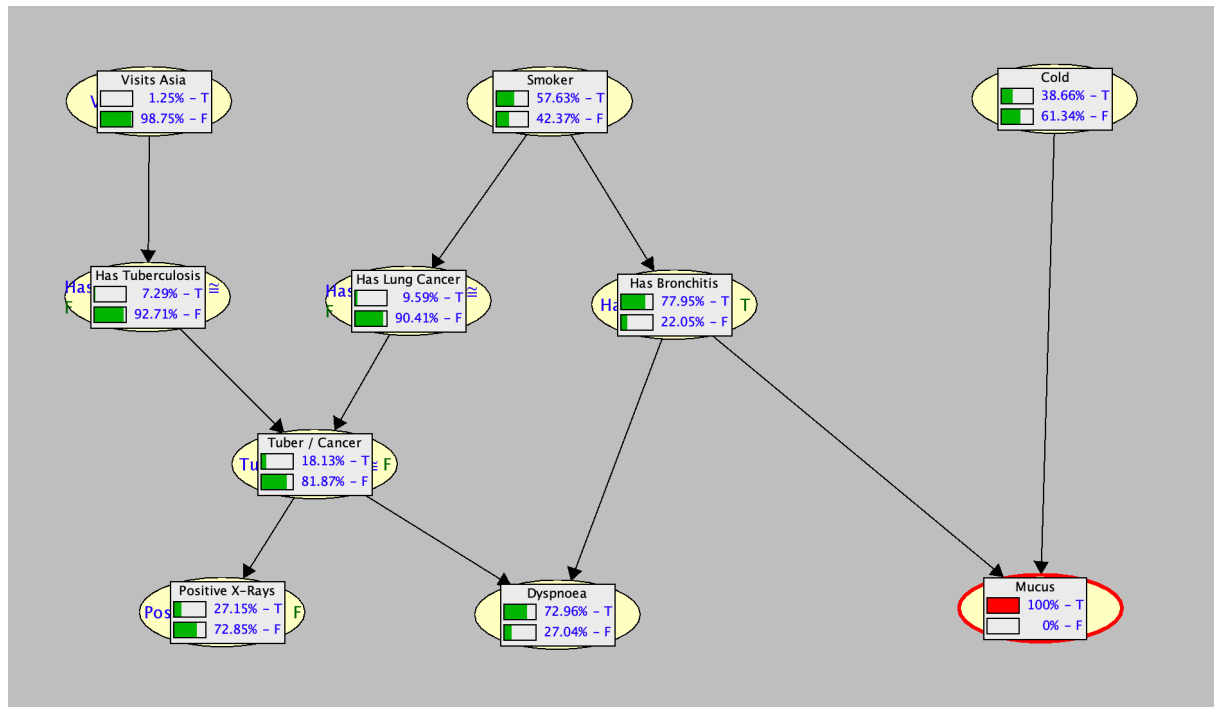 Visits Asia
1.25% – T
98.75% – F
Smoker
57.63% – T
42.37% – F
Cold
38.66% – T
61.34% – F
Has Tuberculosis
7.29% – T
92.71% – F
Has ≅
F
Has Lung Cancer
9.59% – T
90.41% – F
Has ≅
F
Has Bronchitis
77.95% – T
22.05% – F
T
Tuber / Cancer
18.13% – T
81.87% – F
F
Positive X-Rays
27.15% – T
72.85% – F
F
Dyspnoea
72.96% – T
27.04% – F
Mucus
100% – T
0% – F